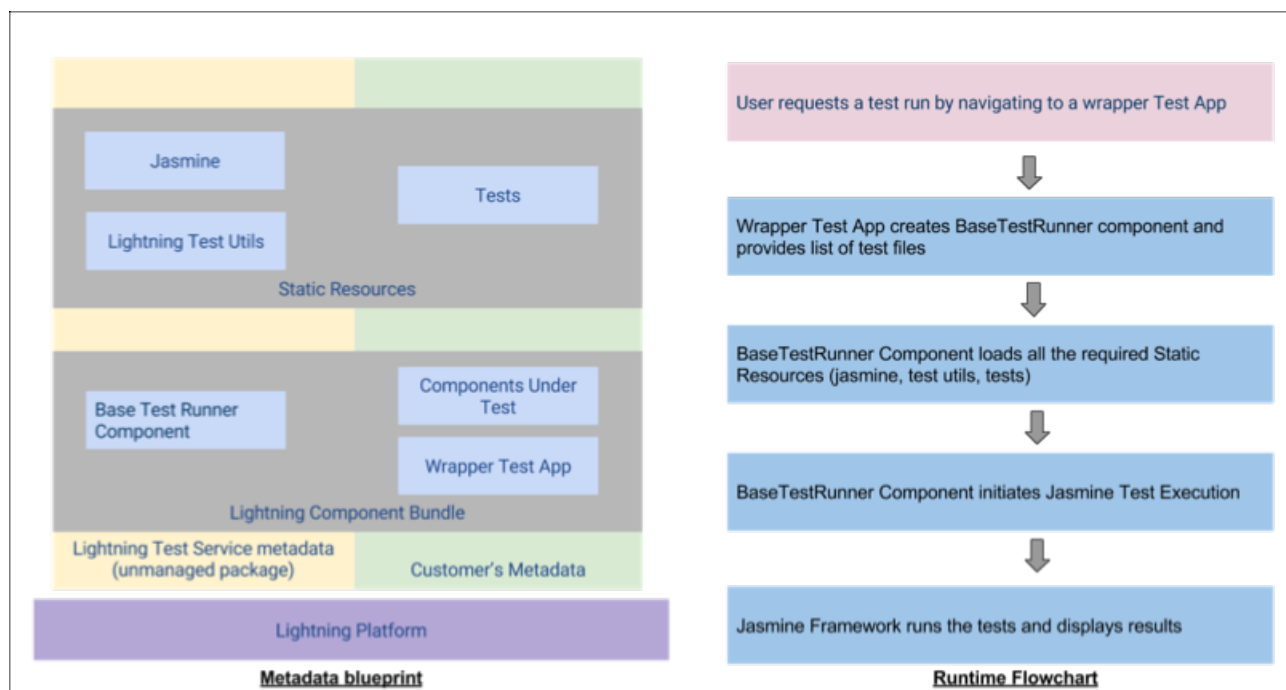 Jasmine
Tests
Lightning Test Utils
Static Resources
Components Under
Test
Base Test Runner
Component
Wrapper Test App
Lightning Component Bundle
Lightning Test Service metadata
(unmanaged package)
Customer's Metadata
Lightning Platform
Metadata blueprint
User requests a test run by navigating to a wrapper Test App
Wrapper Test App creates BaseTestRunner component and
provides list of test files
BaseTestRunner Component loads all the required Static
Resources (jasmine, test utils, tests)
BaseTestRunner Component initiates Jasmine Test Execution
Jasmine Framework runs the tests and displays results
Runtime Flowchart